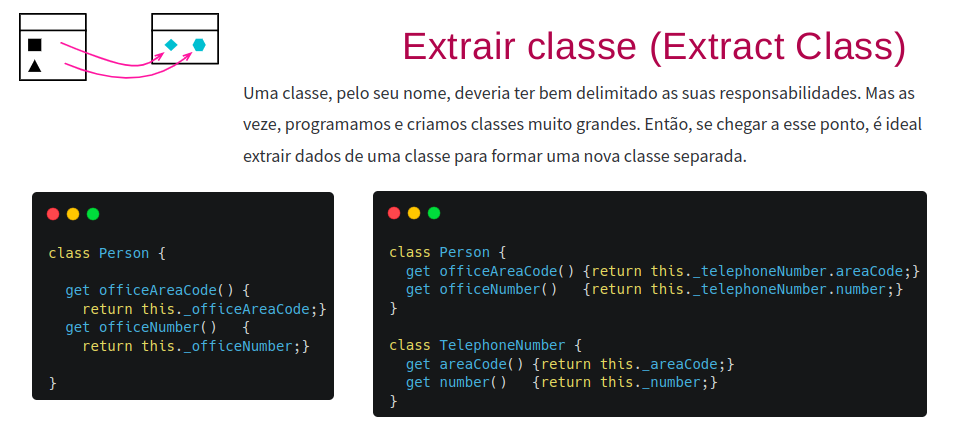 Extrair classe (Extract Class)
Uma classe, pelo seu nome, deveria ter bem delimitado as suas responsabilidades. Mas as
veze, programamos e criamos classes muito grandes. Então, se chegar a esse ponto, é ideal
extrair dados de uma classe para formar uma nova classe separada.
class Person {
get officeAreaCode() {
return this._officeAreaCode;}
get officeNumber()   {
return this._officeNumber;}
}
class Person {
get officeAreaCode() {return this._telephoneNumber.areaCode;}
get officeNumber()   {return this._telephoneNumber.number;}
}
class TelephoneNumber {
get areaCode() {return this._areaCode;}
get number()   {return this._number;}
}